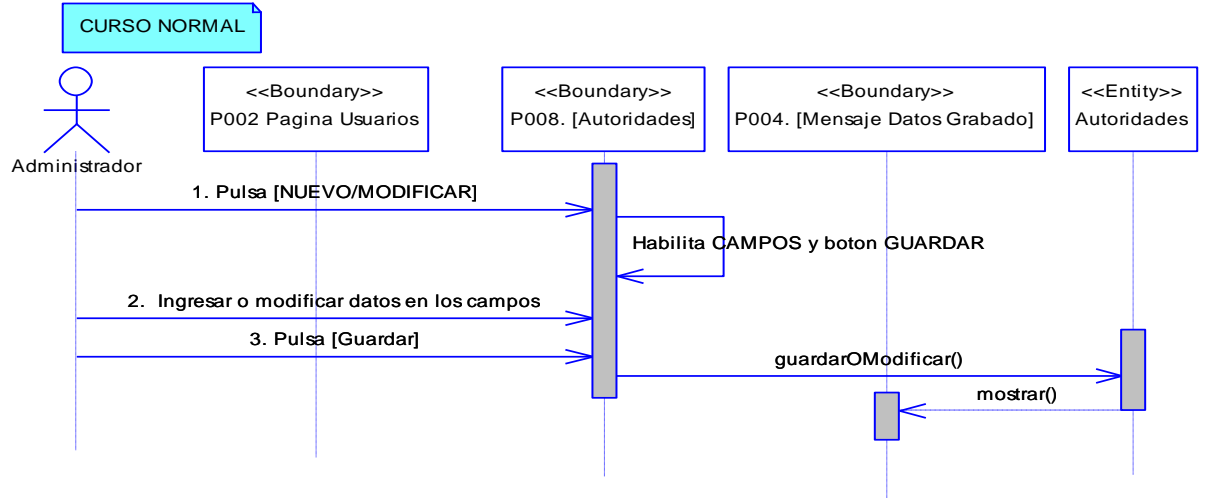 CURSO NORMAL
<<Boundary>>
P002 Pagina Usuarios
<<Boundary>>
P008. [Autoridades]
<<Boundary>>
P004. [Mensaje Datos Grabado]
<<Entity>>
Autoridades
Administrador
1. Pulsa [NUEVO/MODIFICAR]
Habilita CAMPOS y boton GUARDAR
2. Ingresar o modificar datos en los campos
3. Pulsa [Guardar]
guardarOModificar()
mostrar()